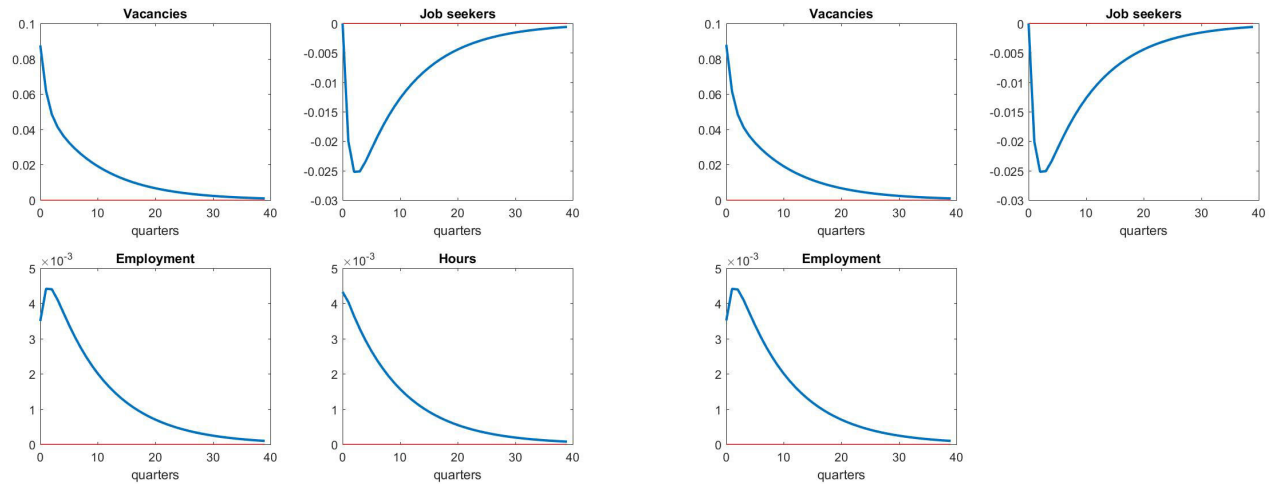 Vacancies
0.1
0.08
0.06
0.04
0.02
0
0 10 20 30 40
quarters
Job seekers
0
-0.005
-0.01
-0.015
-0.02
-0.025
-0.03
0 10 20 30 40
quarters
Vacancies
0.1
0.08
0.06
0.04
0.02
0
0 10 20 30 40
quarters
Job seekers
0
-0.005
-0.01
-0.015
-0.02
-0.025
-0.03
0 10 20 30 40
quarters
Employment
×10⁻³
5
4
3
2
1
0
0 10 20 30 40
quarters
Hours
×10⁻³
5
4
3
2
1
0
0 10 20 30 40
quarters
Employment
×10⁻³
5
4
3
2
1
0
0 10 20 30 40
quarters